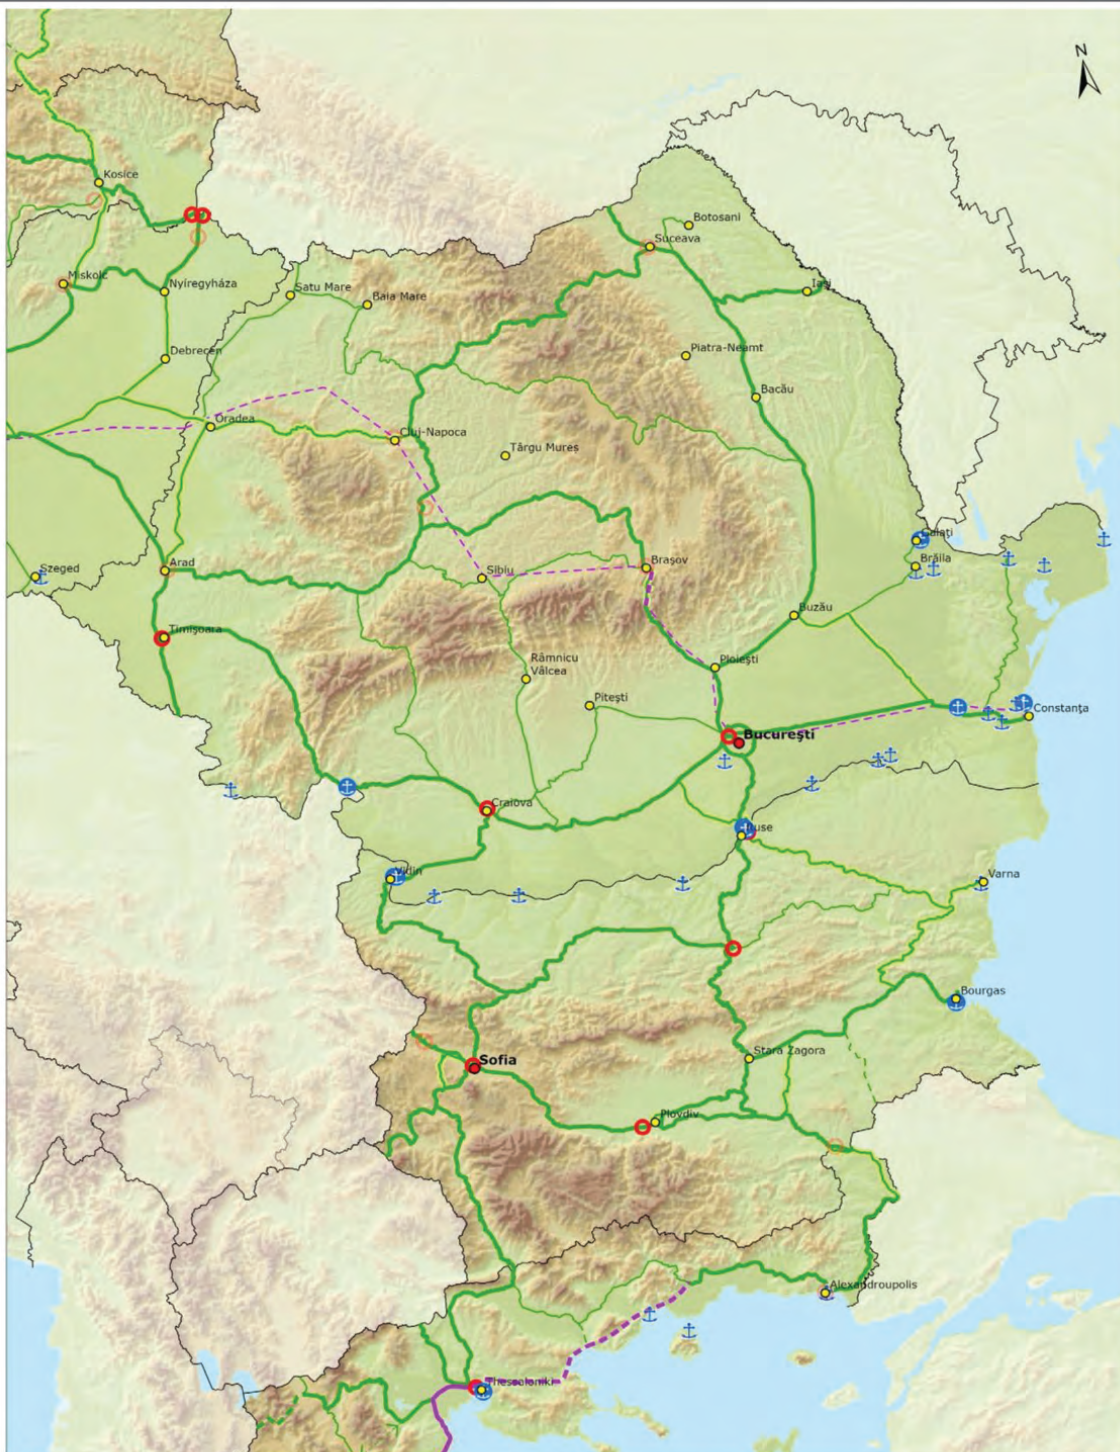 N
Kosice
Botosani
Suceava
Miskolc
Nyíregyháza
Satu Mare
Baia Mare
Iaşi
Debrecen
Piatra-Neamt
Bacău
Oradea
Cluj-Napoca
Târgu Mures
Galaţi
Brăila
Szeged
Arad
Sibiu
Braşov
Buzău
Timişoara
Râmnicu
Vâlcea
Ploieşti
Piteşti
Constanţa
Bucureşti
Craiova
Ruse
Vidin
Varna
Bourgas
Sofia
Stara Zagora
Plovdiv
Alexandroupolis
Thessaloniki